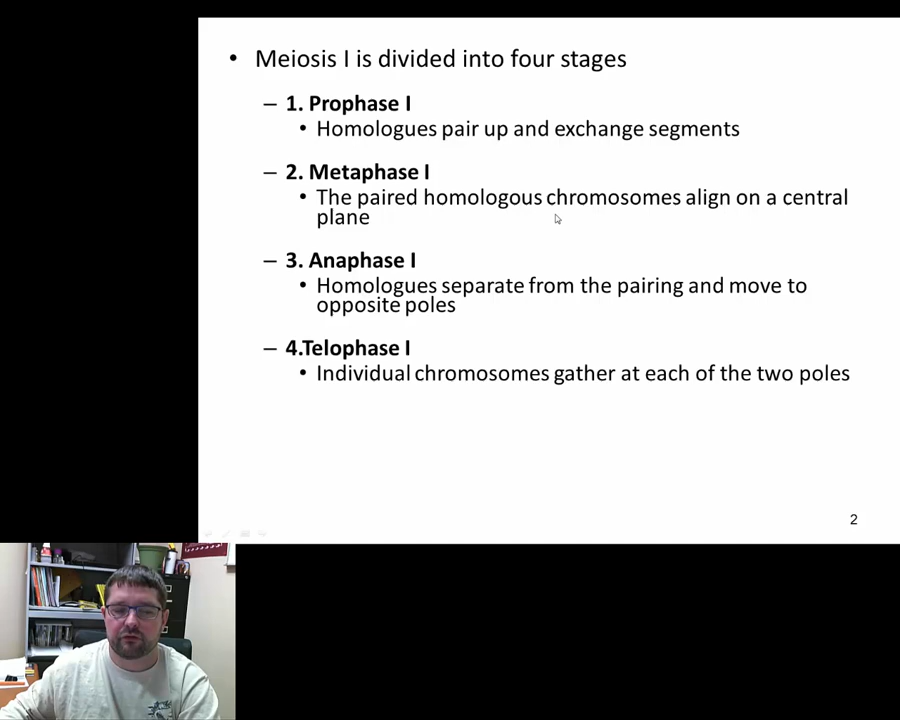 • Meiosis I is divided into four stages
– 1. Prophase I
• Homologues pair up and exchange segments
– 2. Metaphase I
• The paired homologous chromosomes align on a central
plane
– 3. Anaphase I
• Homologues separate from the pairing and move to
opposite poles
– 4.Telophase I
• Individual chromosomes gather at each of the two poles
2